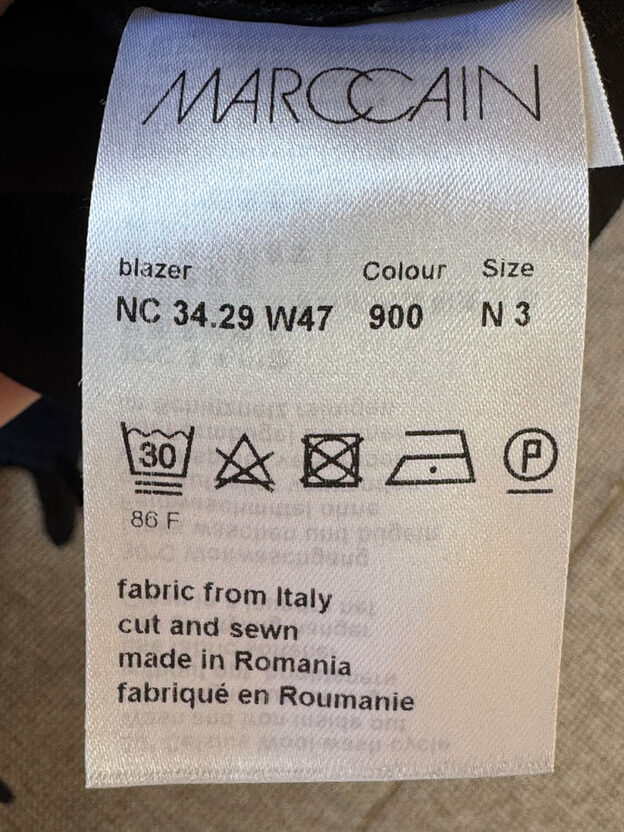 MARCCAIN
blazer Colour Size
NC 34.29 W47 900 N 3
30 P
86 F
fabric from Italy
cut and sewn
made in Romania
fabriqué en Roumanie